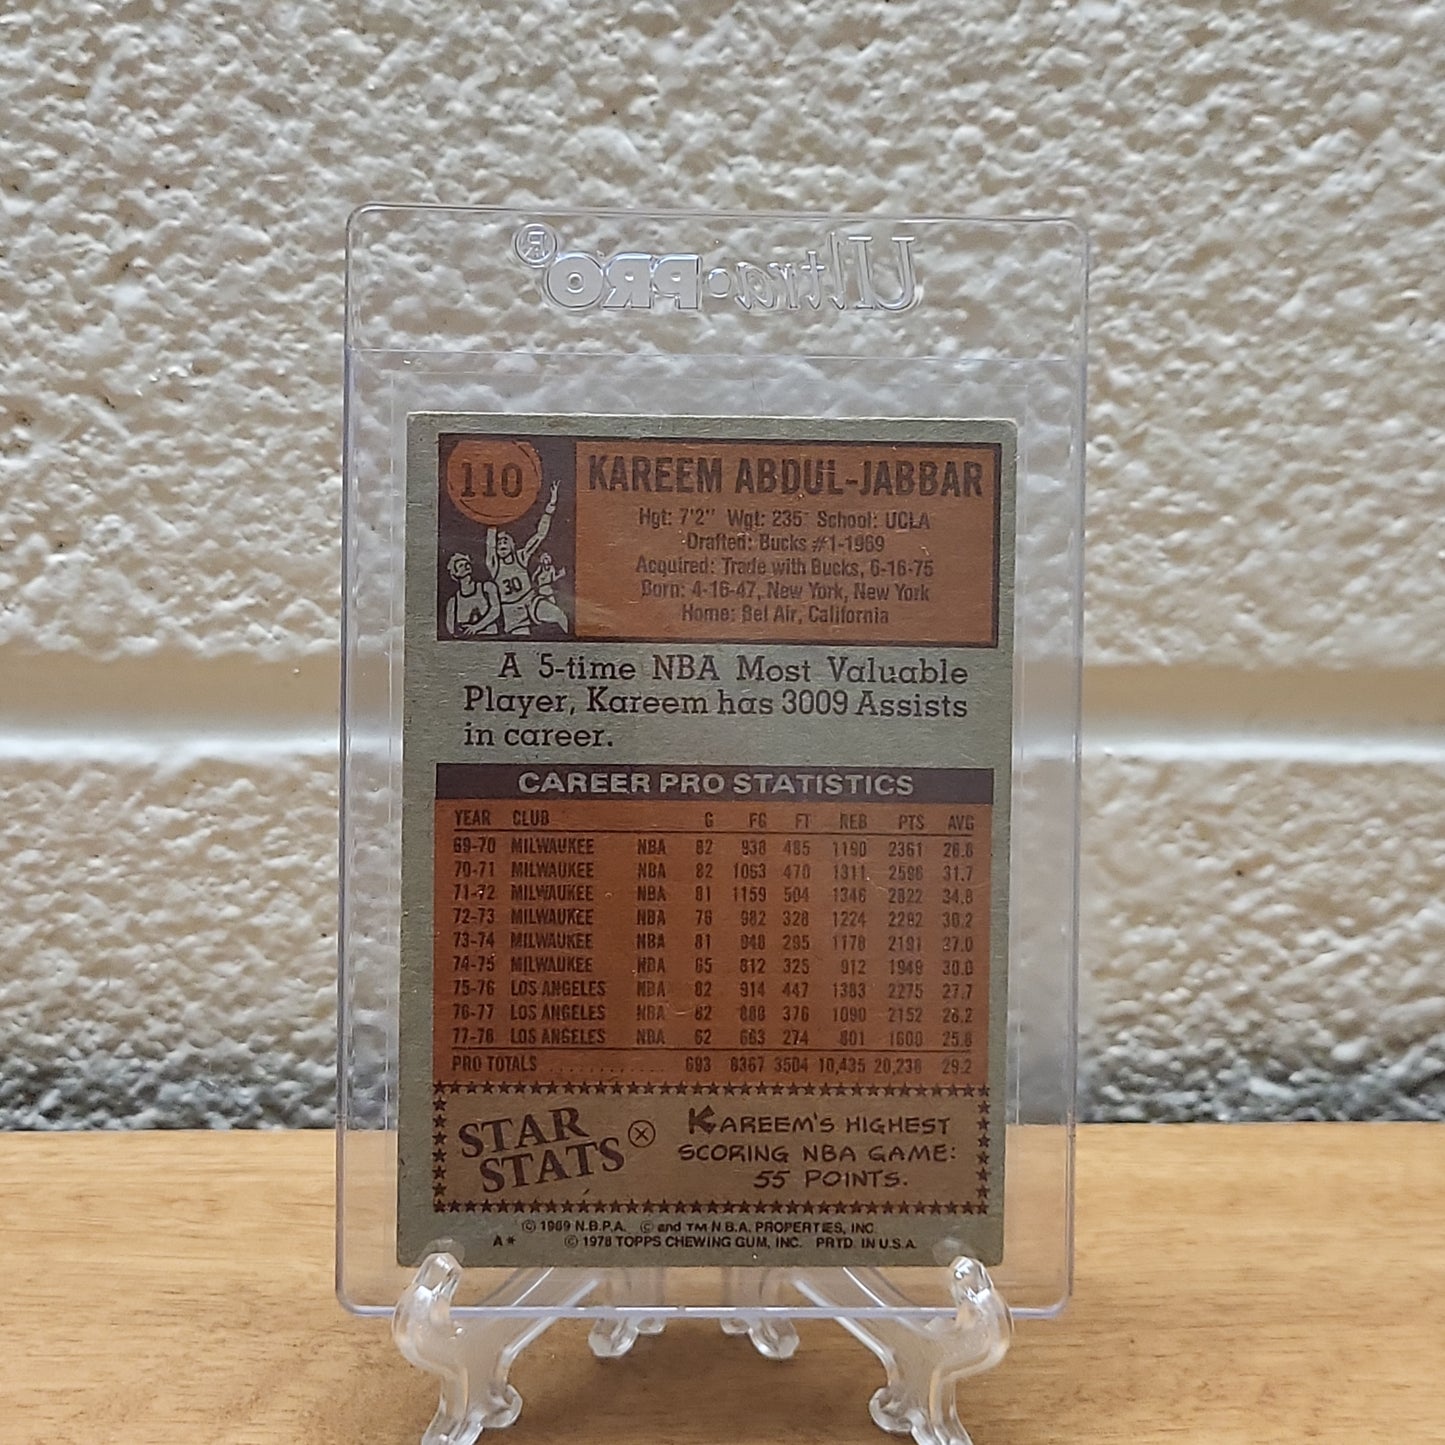 Ultra•PRO®
110
KAREEM ABDUL-JABBAR
Hgt: 7'2" Wgt: 235 School: UCLA
Drafted: Bucks #1-1969
Acquired: Trade with Bucks, 6-16-75
Born: 4-16-47, New York, New York
Home: Bel Air, California
30
A 5-time NBA Most Valuable
Player, Kareem has 3009 Assists
in career.
CAREER PRO STATISTICS
YEAR CLUB G FG FT REB PTS AVG
69-70 MILWAUKEE NBA 82 938 485 1190 2361 28.8
70-71 MILWAUKEE NBA 82 1063 470 1311 2596 31.7
71-72 MILWAUKEE NBA 81 1159 504 1346 2822 34.8
72-73 MILWAUKEE NBA 76 982 328 1224 2292 30.2
73-74 MILWAUKEE NBA 81 948 295 1178 2191 27.0
74-75 MILWAUKEE NBA 65 812 325 912 1949 30.0
75-76 LOS ANGELES NBA 82 914 447 1383 2275 27.7
76-77 LOS ANGELES NBA 82 888 376 1090 2152 26.2
77-78 LOS ANGELES NBA 62 663 274 801 1600 25.8
PRO TOTALS ............ 693 8367 3504 10,435 20,238 29.2
STAR
STATS
KAREEM'S HIGHEST
SCORING NBA GAME:
55 POINTS.
© 1969 N.B.P.A. © and TM N.B.A. PROPERTIES, INC.
A* © 1978 TOPPS CHEWING GUM, INC. PRTD. IN U.S.A.